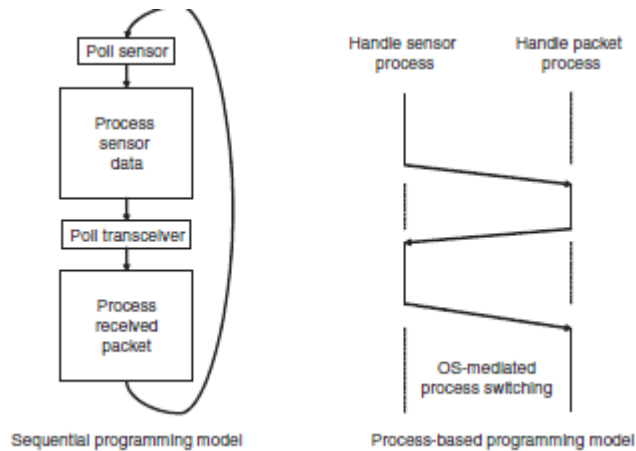 Poll sensor
Process
sensor
data
Poll transceiver
Process
received
packet
Sequential programming model
Handle sensor
process
Handle packet
process
OS-mediated
process switching
Process-based programming model